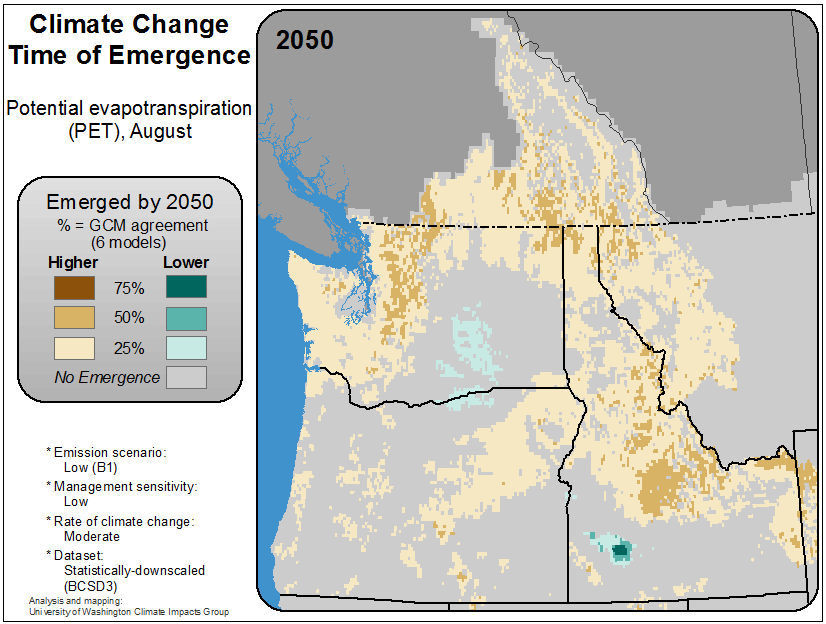 Climate Change
Time of Emergence
Potential evapotranspiration
(PET), August
2050
Emerged by 2050
% = GCM agreement
(6 models)
Higher Lower
75%
50%
25%
No Emergence
* Emission scenario:
Low (B1)
* Management sensitivity:
Low
* Rate of climate change:
Moderate
* Dataset:
Statistically-downscaled
(BCSD3)
Analysis and mapping:
University of Washington Climate Impacts Group